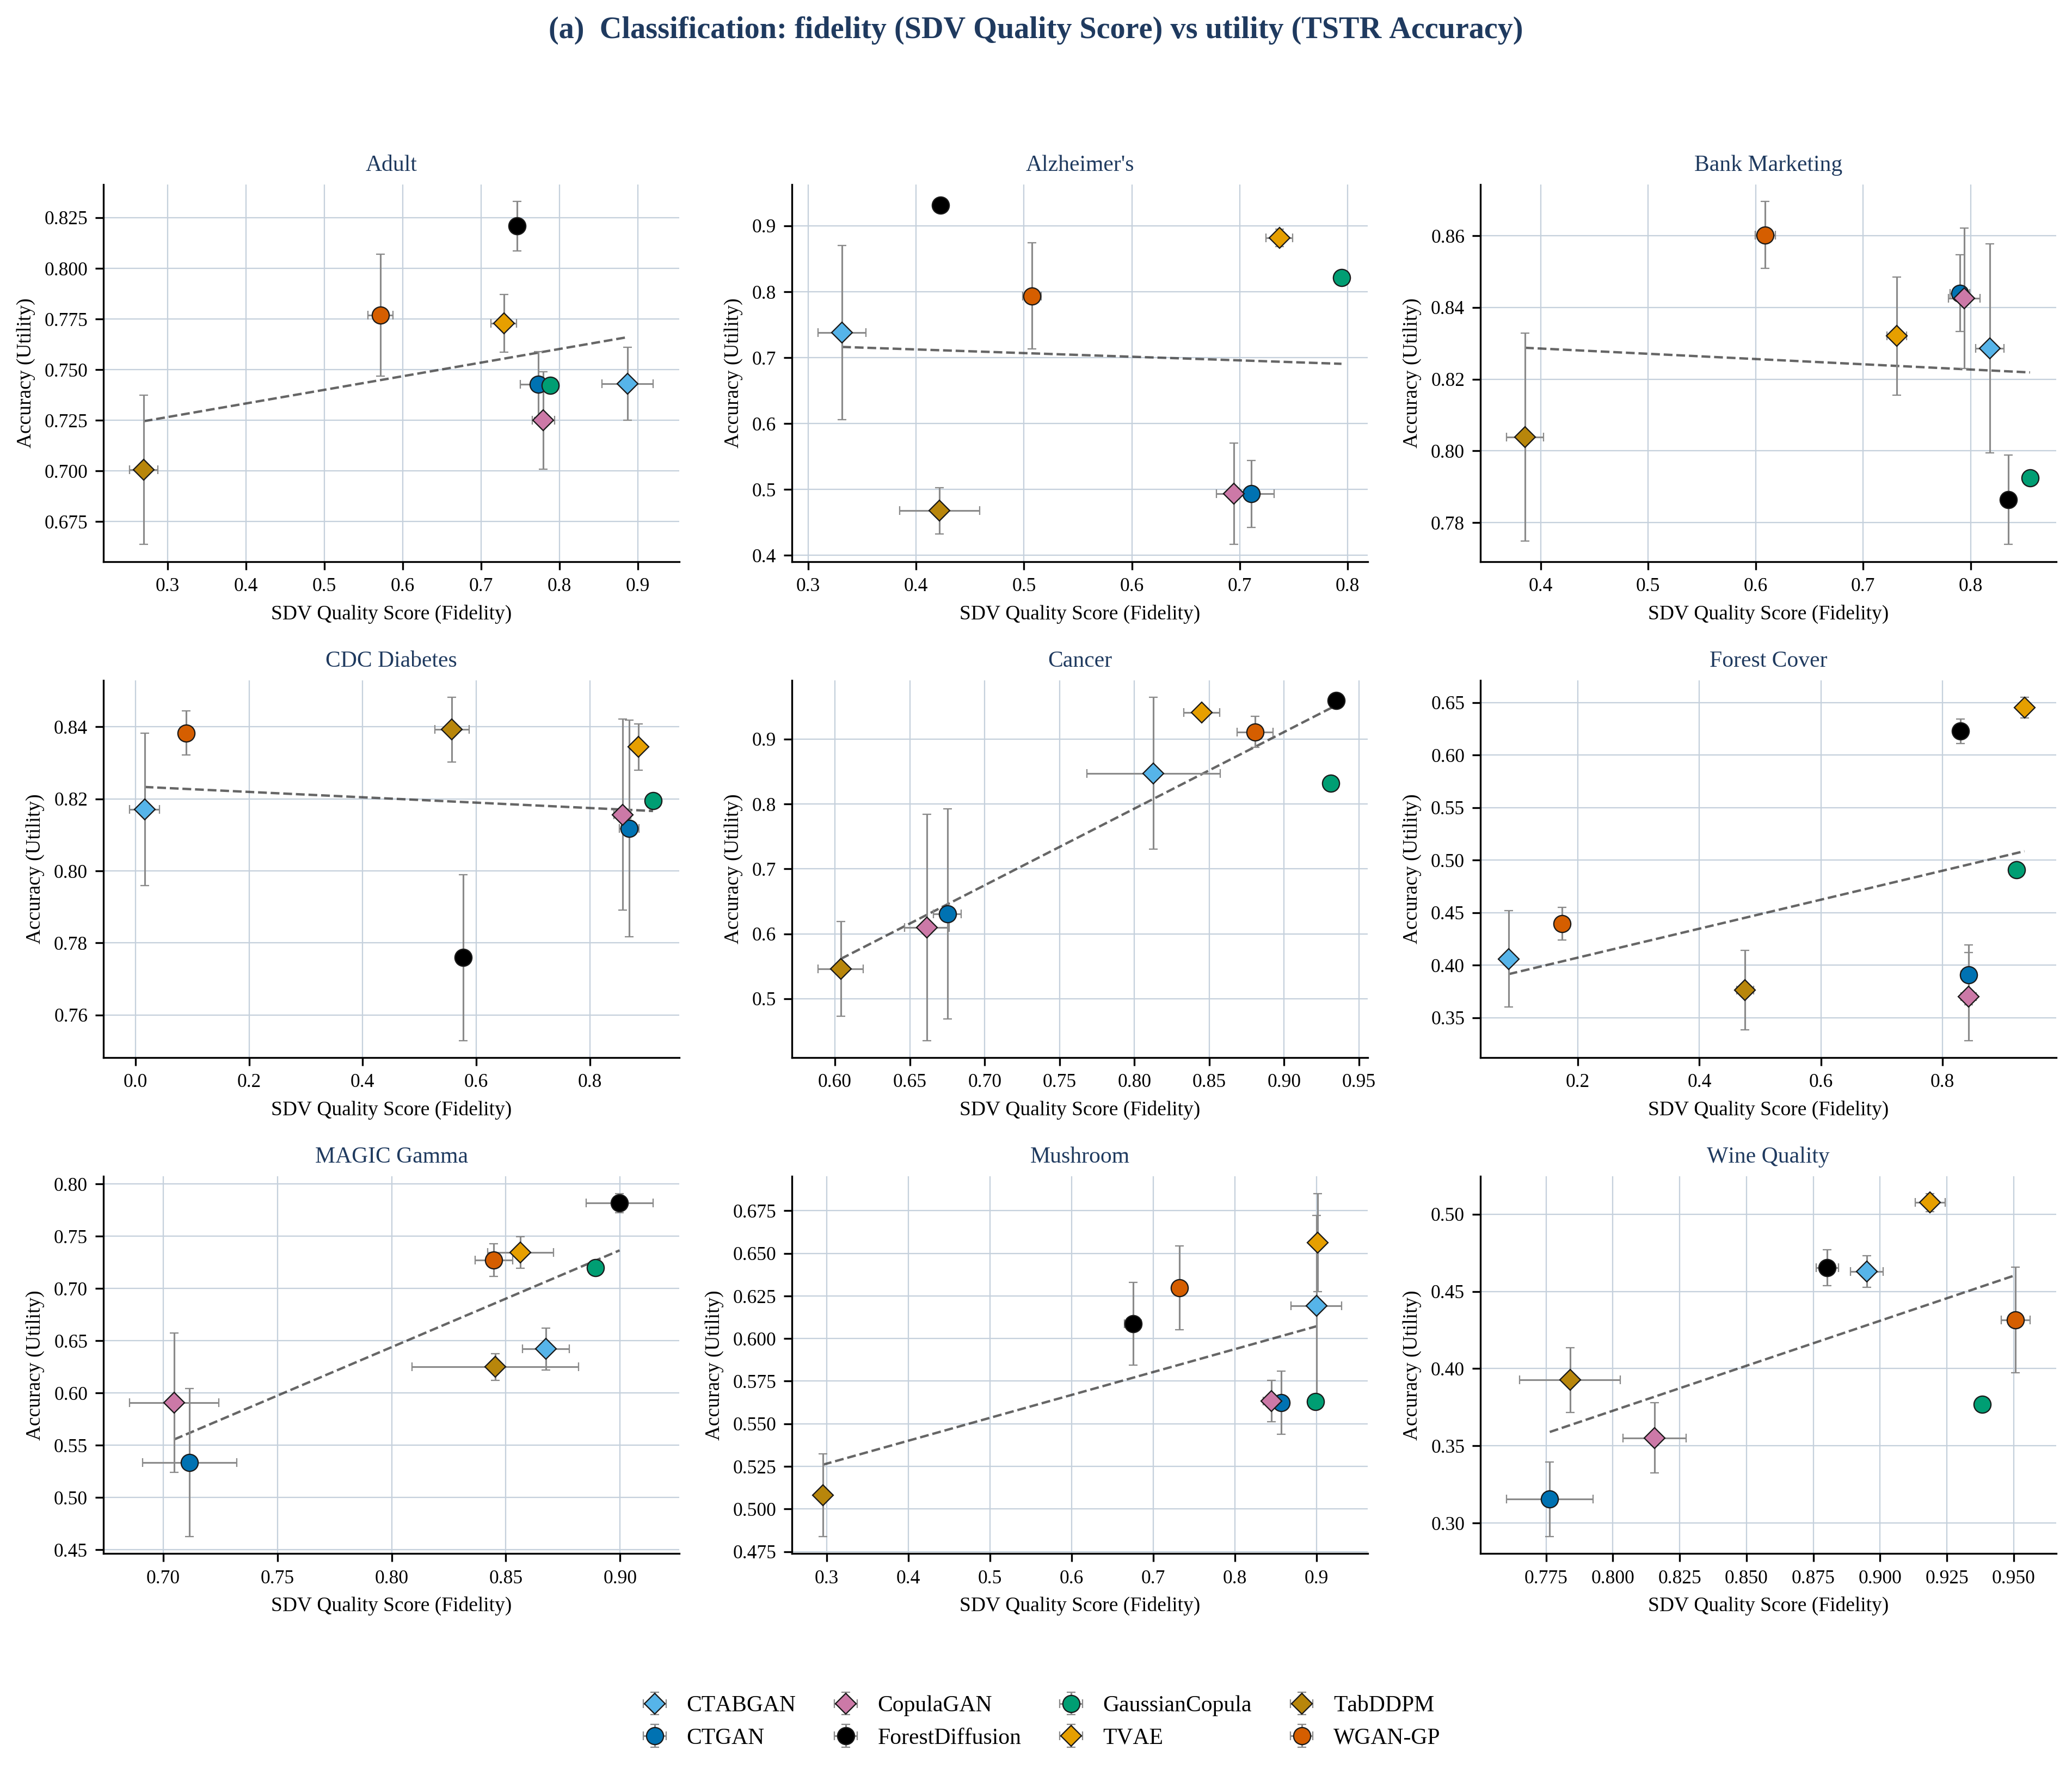 (a) Classification: fidelity (SDV Quality Score) vs utility (TSTR Accuracy)
Adult
Accuracy (Utility)
0.825
0.800
0.775
0.750
0.725
0.700
0.675
0.3 0.4 0.5 0.6 0.7 0.8 0.9
SDV Quality Score (Fidelity)
Alzheimer's
Accuracy (Utility)
0.9
0.8
0.7
0.6
0.5
0.4
0.3 0.4 0.5 0.6 0.7 0.8
SDV Quality Score (Fidelity)
Bank Marketing
Accuracy (Utility)
0.86
0.84
0.82
0.80
0.78
0.4 0.5 0.6 0.7 0.8
SDV Quality Score (Fidelity)
CDC Diabetes
Accuracy (Utility)
0.84
0.82
0.80
0.78
0.76
0.0 0.2 0.4 0.6 0.8
SDV Quality Score (Fidelity)
Cancer
Accuracy (Utility)
0.9
0.8
0.7
0.6
0.5
0.60 0.65 0.70 0.75 0.80 0.85 0.90 0.95
SDV Quality Score (Fidelity)
Forest Cover
Accuracy (Utility)
0.65
0.60
0.55
0.50
0.45
0.40
0.35
0.2 0.4 0.6 0.8
SDV Quality Score (Fidelity)
MAGIC Gamma
Accuracy (Utility)
0.80
0.75
0.70
0.65
0.60
0.55
0.50
0.45
0.70 0.75 0.80 0.85 0.90
SDV Quality Score (Fidelity)
Mushroom
Accuracy (Utility)
0.675
0.650
0.625
0.600
0.575
0.550
0.525
0.500
0.475
0.3 0.4 0.5 0.6 0.7 0.8 0.9
SDV Quality Score (Fidelity)
Wine Quality
Accuracy (Utility)
0.50
0.45
0.40
0.35
0.30
0.775 0.800 0.825 0.850 0.875 0.900 0.925 0.950
SDV Quality Score (Fidelity)
CTABGAN CopulaGAN GaussianCopula TabDDPM
CTGAN ForestDiffusion TVAE WGAN-GP